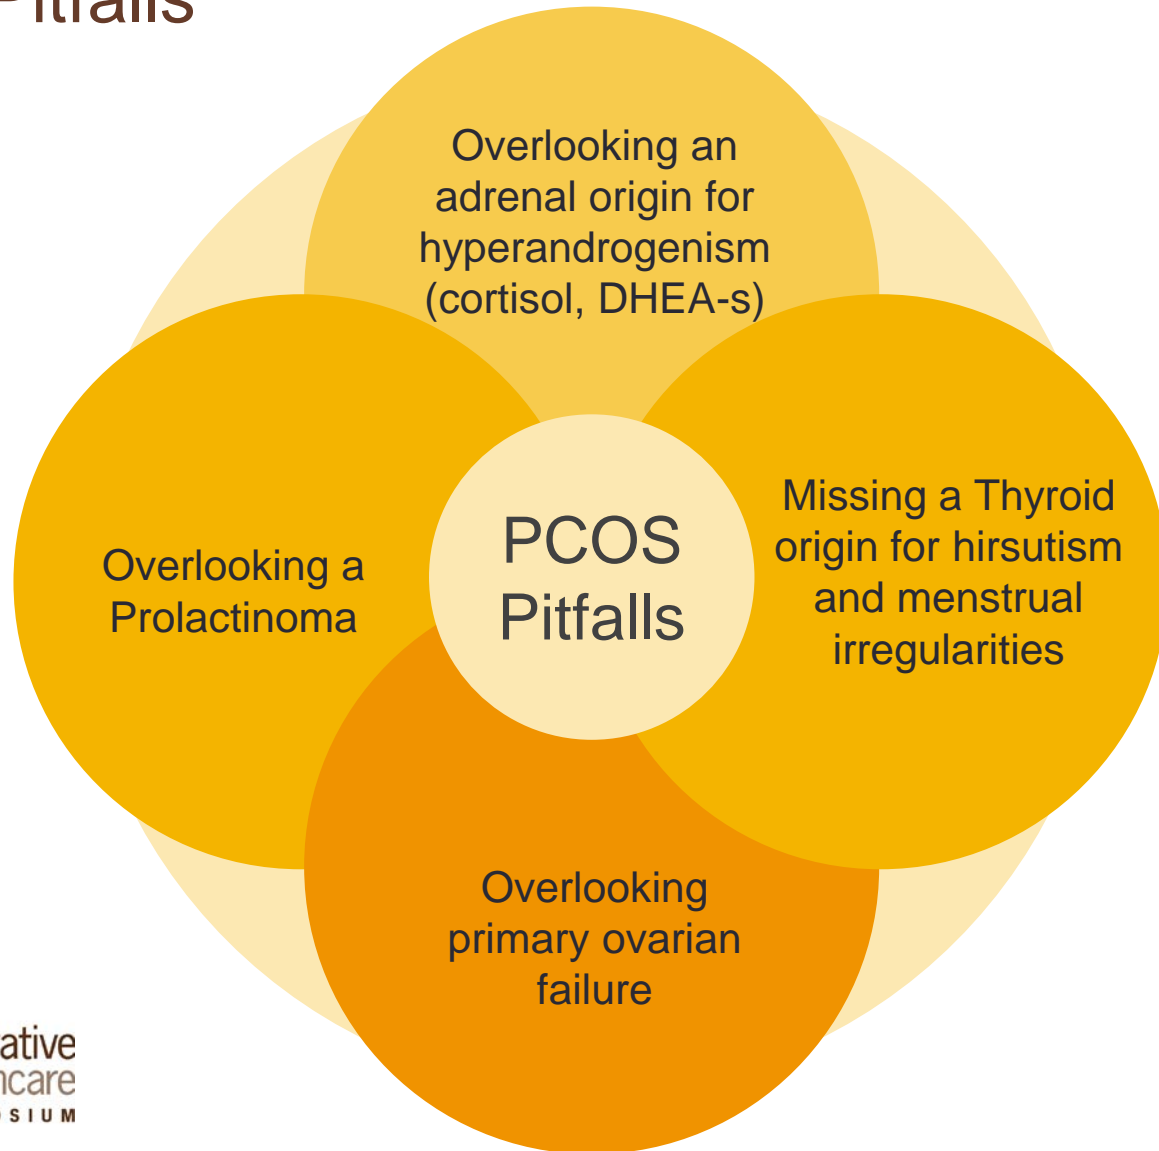 Pitfalls
Overlooking an
adrenal origin for
hyperandrogenism
(cortisol, DHEA-s)
Overlooking a
Prolactinoma
PCOS
Pitfalls
Missing a Thyroid
origin for hirsutism
and menstrual
irregularities
Overlooking
primary ovarian
failure